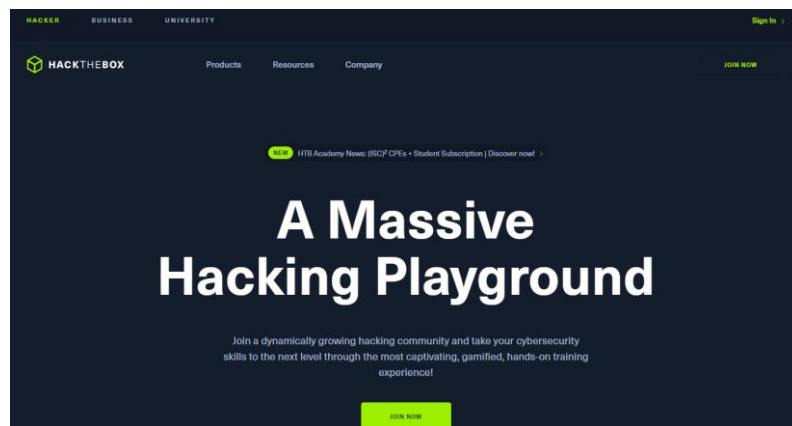 HACKER BUSINESS UNIVERSITY Sign In >
HACKTHEBOX Products Resources Company JOIN NOW
NEW HTB Academy News: (ISC)² CPEs + Student Subscription | Discover now! >
A Massive
Hacking Playground
Join a dynamically growing hacking community and take your cybersecurity
skills to the next level through the most captivating, gamified, hands-on training
experience!
JOIN NOW